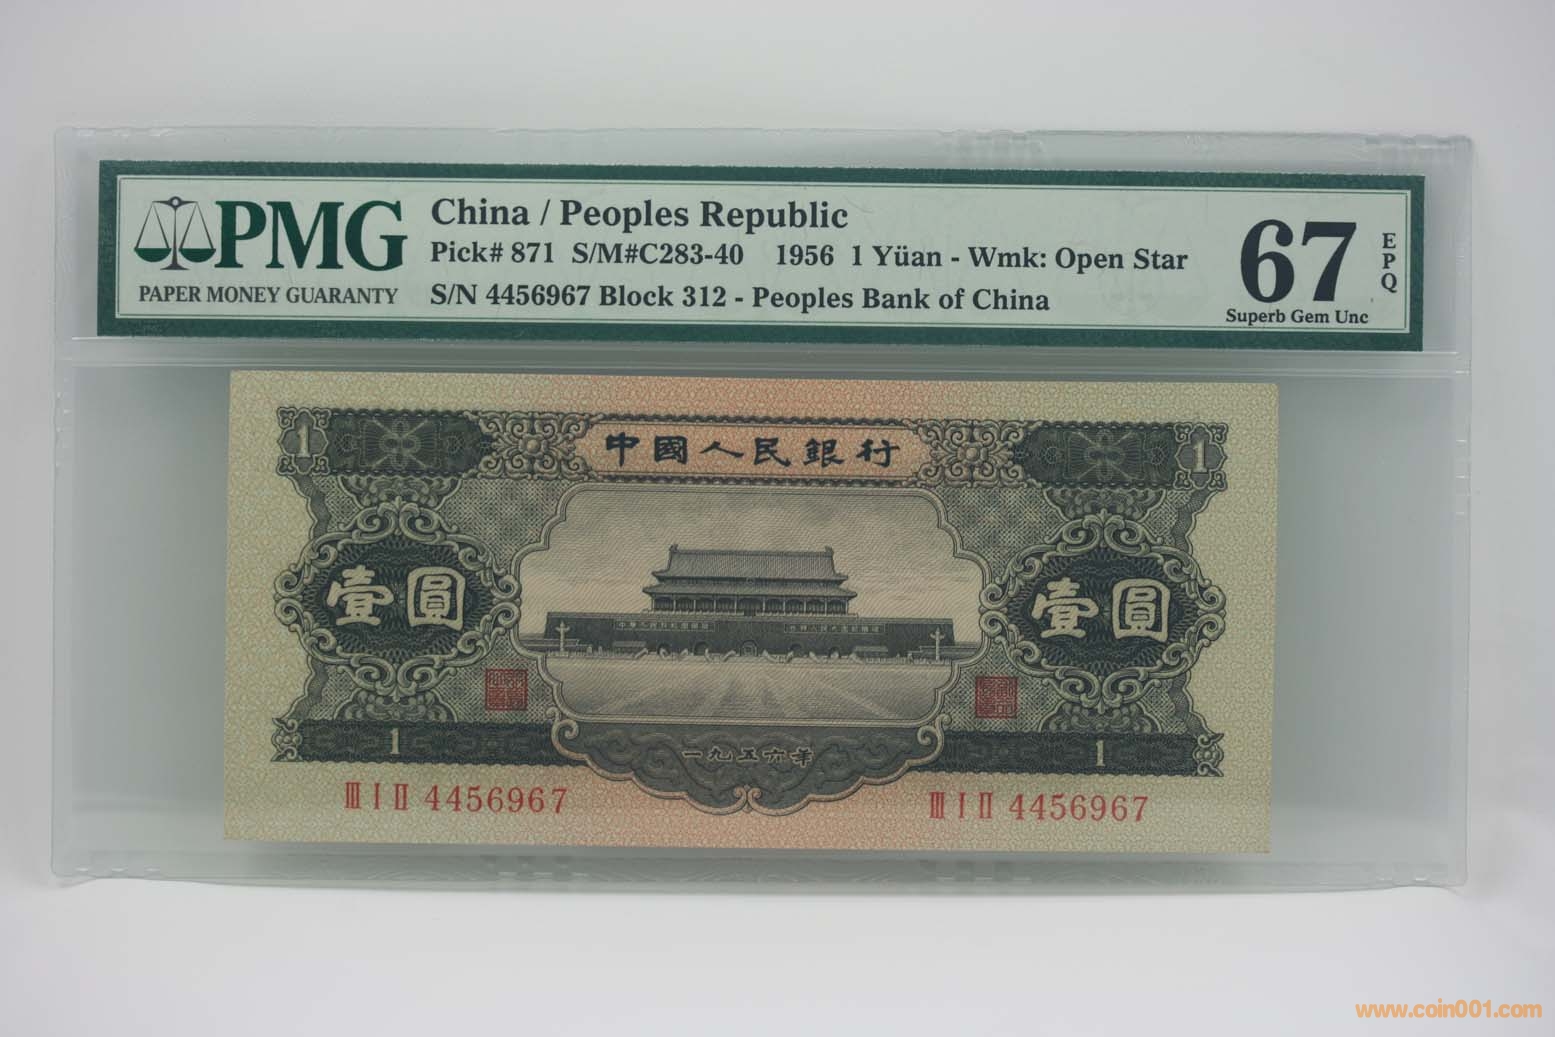 PMG
PAPER MONEY GUARANTY
China / Peoples Republic
Pick# 871 S/M#C283-40 1956 1 Yüan - Wmk: Open Star
S/N 4456967 Block 312 - Peoples Bank of China
67
EPQ
Superb Gem Unc
1
中國人民銀行
1
壹圓
壹圓
1
一九五六年
1
III I II 4456967
III I II 4456967
www.coin001.com